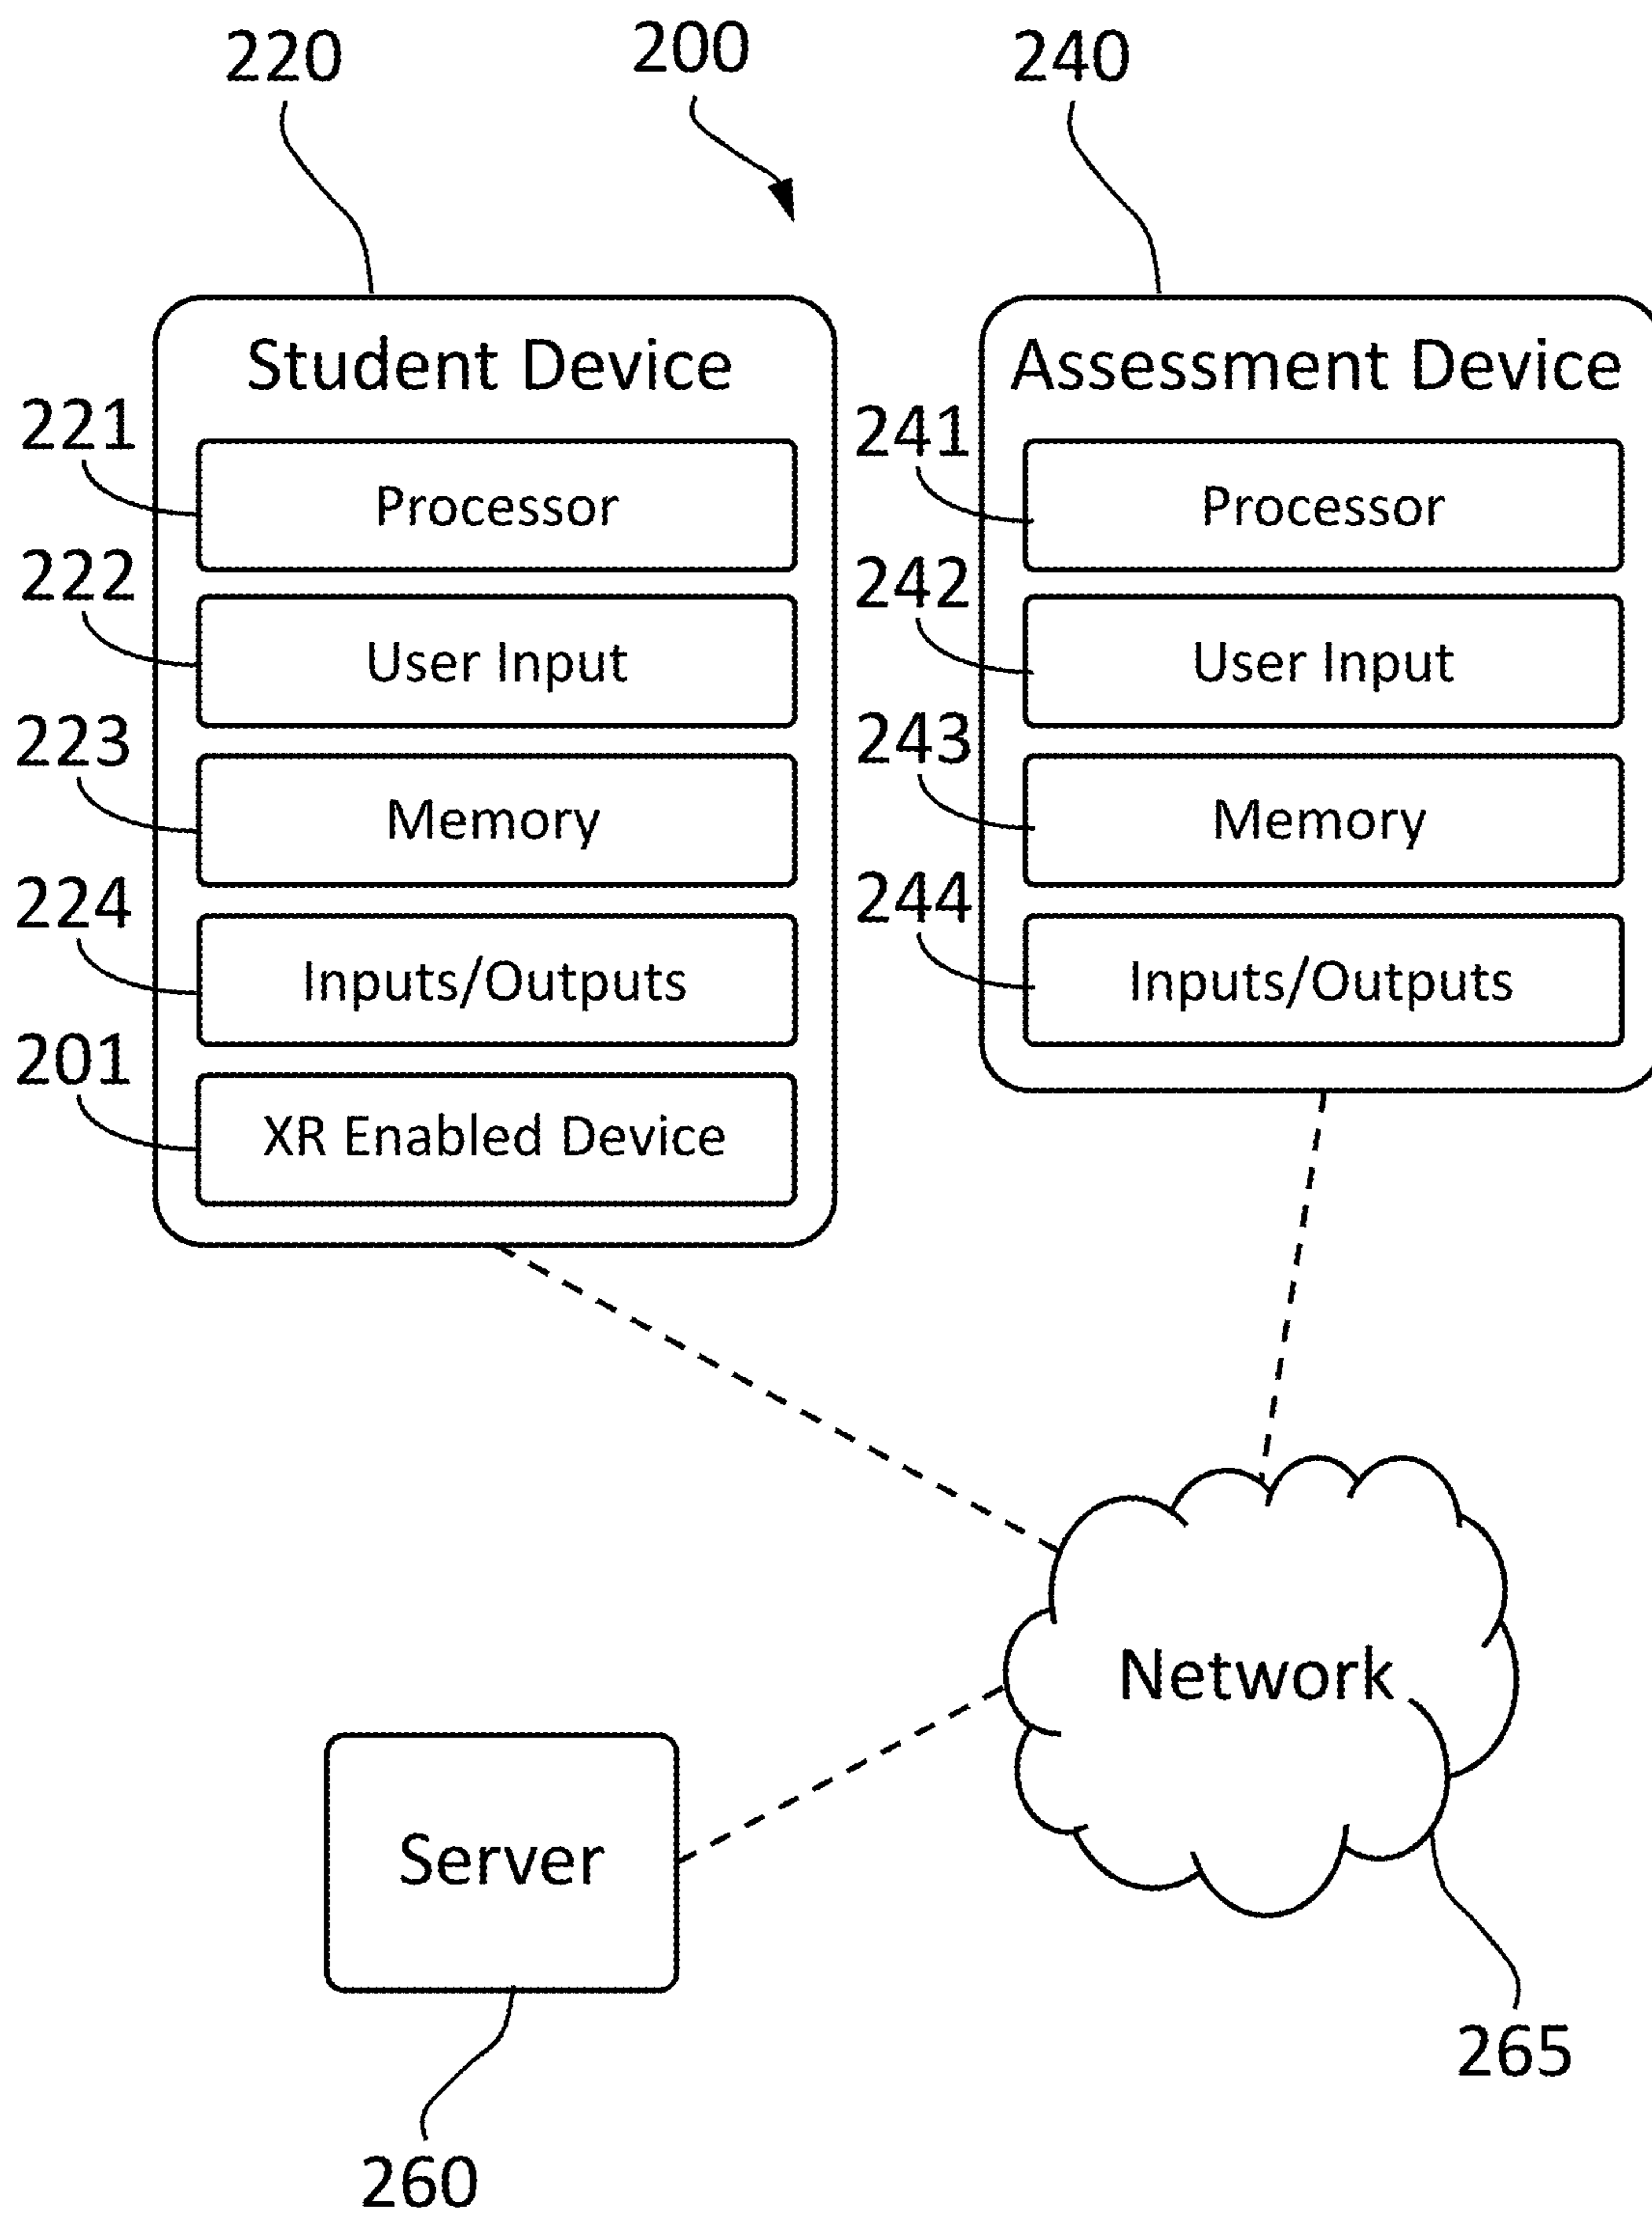 220 200 240
Student Device
221
Processor
222
User Input
223
Memory
224
Inputs/Outputs
201
XR Enabled Device
Assessment Device
241
Processor
242
User Input
243
Memory
244
Inputs/Outputs
Network
Server
265
260